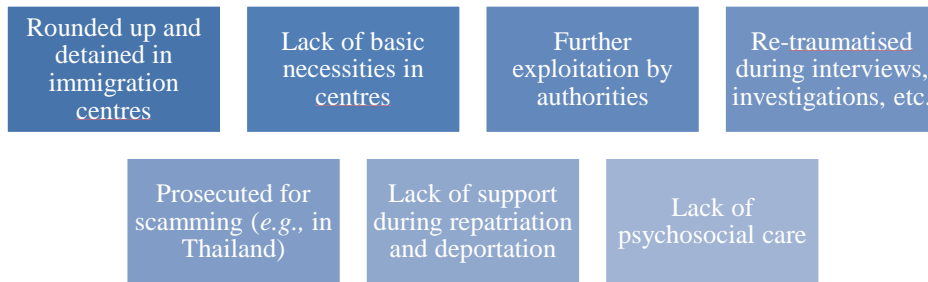 Rounded up and
detained in
immigration
centres
Lack of basic
necessities in
centres
Further
exploitation by
authorities
Re-traumatised
during interviews,
investigations, etc.
Prosecuted for
scamming (e.g., in
Thailand)
Lack of support
during repatriation
and deportation
Lack of
psychosocial care